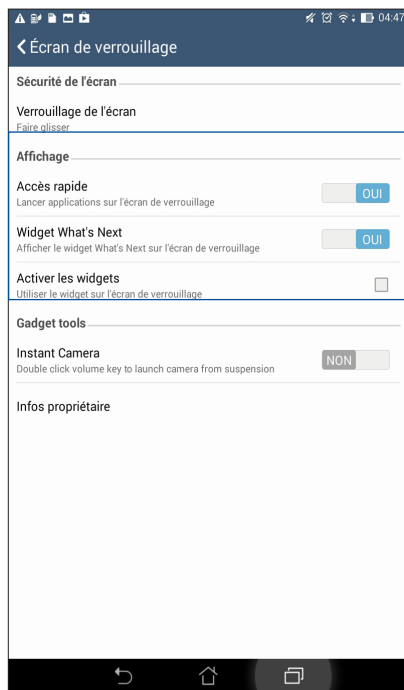 04:47
Écran de verrouillage
Sécurité de l'écran
Verrouillage de l'écran
Faire glisser
Affichage
Accès rapide
Lancer applications sur l'écran de verrouillage
OUI
Widget What's Next
Afficher le widget What's Next sur l'écran de verrouillage
OUI
Activer les widgets
Utiliser le widget sur l'écran de verrouillage
Gadget tools
Instant Camera
Double click volume key to launch camera from suspension
NON
Infos propriétaire